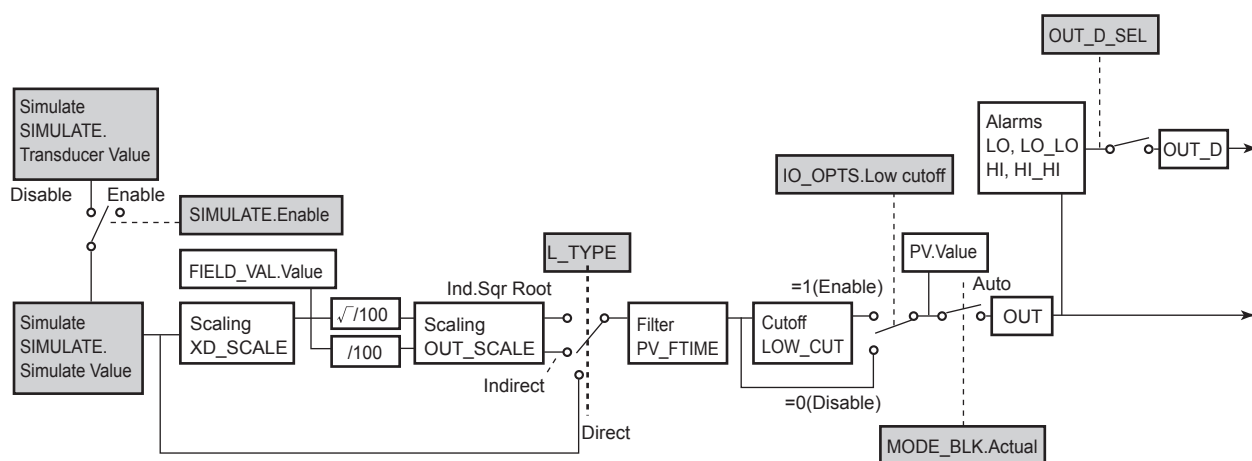 OUT_D_SEL
Simulate
SIMULATE.
Transducer Value
Alarms
LO, LO_LO
HI, HI_HI
OUT_D
IO_OPTS.Low cutoff
Disable
Enable
SIMULATE.Enable
L_TYPE
PV.Value
FIELD_VAL.Value
Ind.Sqr Root
=1(Enable)
Auto
Simulate
SIMULATE.
Simulate Value
Scaling
XD_SCALE
√/100
/100
Scaling
OUT_SCALE
Filter
PV_FTIME
Cutoff
LOW_CUT
OUT
Indirect
=0(Disable)
Direct
MODE_BLK.Actual